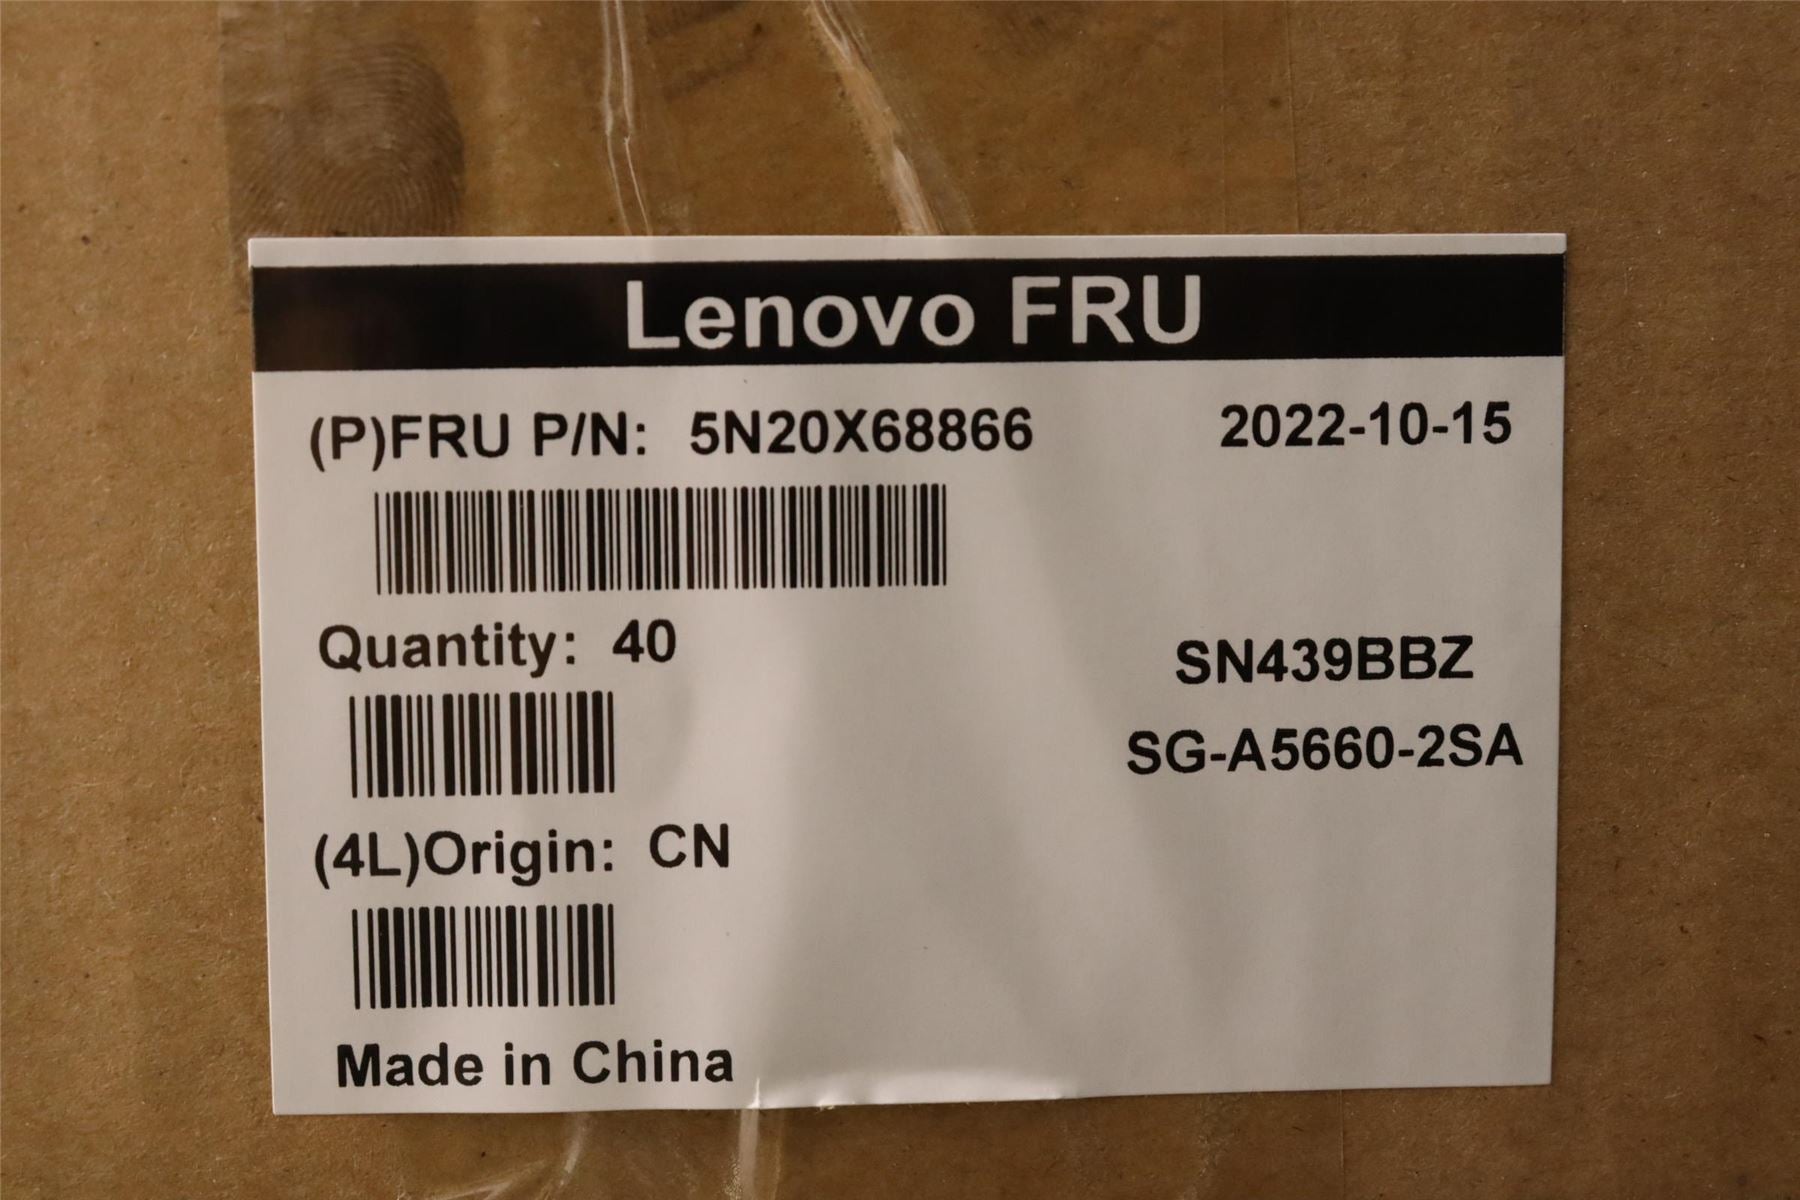 Lenovo FRU
(P)FRU P/N: 5N20X68866 2022-10-15
Quantity: 40
SN439BBZ
SG-A5660-2SA
(4L)Origin: CN
Made in China